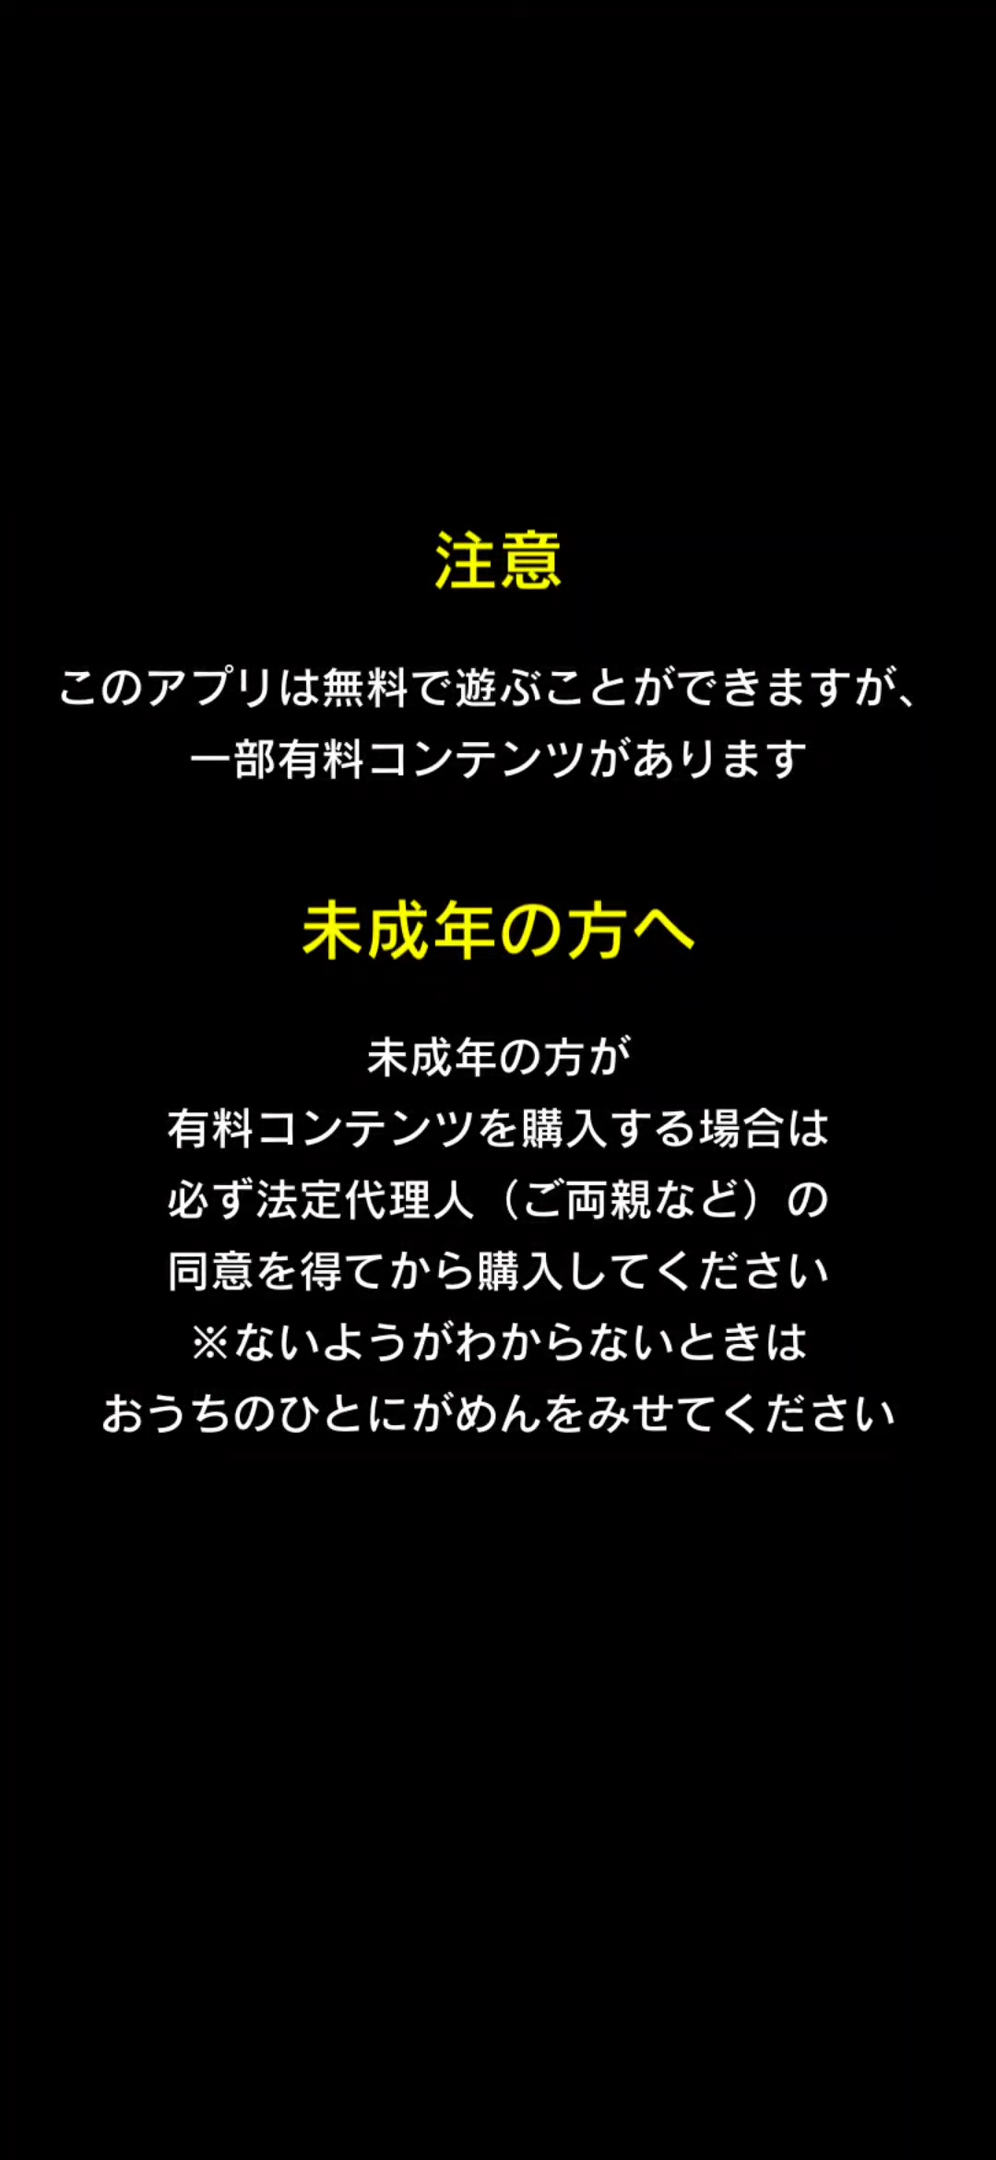 注意
このアプリは無料で遊ぶことができますが、
一部有料コンテンツがあります
未成年の方へ
未成年の方が
有料コンテンツを購入する場合は
必ず法定代理人（ご両親など）の
同意を得てから購入してください
※ないようがわからないときは
おうちのひとにがめんをみせてください